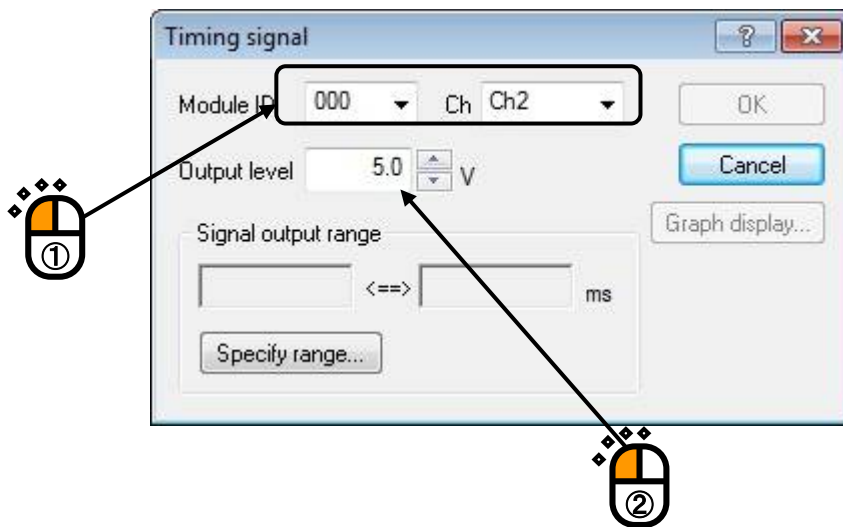 Timing signal
Module ID 000 Ch Ch2 OK
Output level 5.0 V Cancel
Signal output range Graph display...
<==> ms
Specify range...
①
②